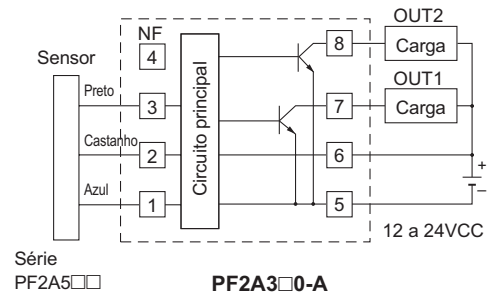 OUT2
NF
8
Carga
Sensor
4
OUT1
Preto
3
Circuito principal
7
Carga
Castanho
2
6
+
Azul
1
5
–
12 a 24VCC
Série
PF2A5□□
PF2A3□0-A